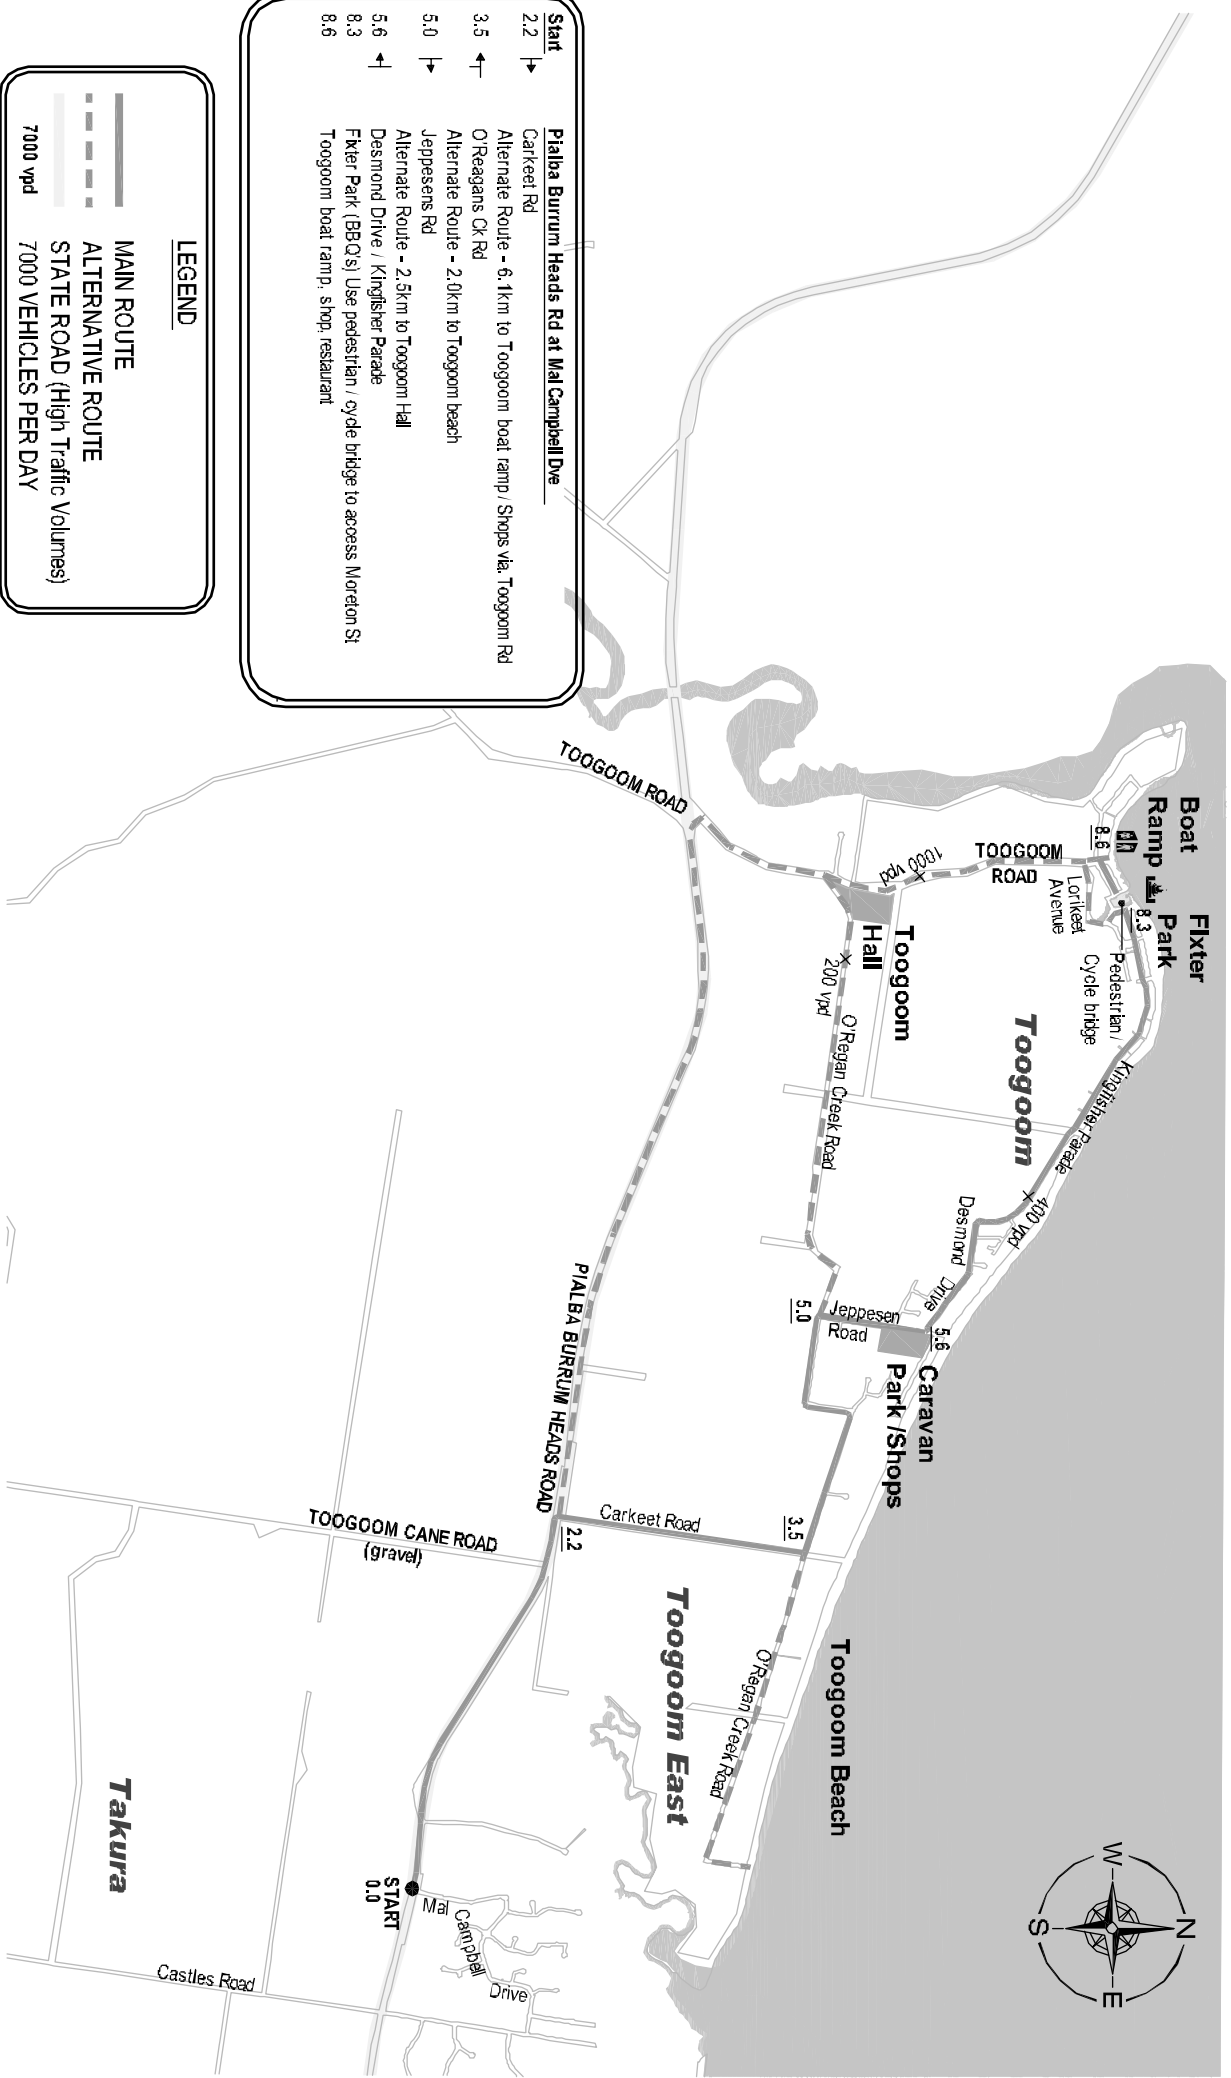 Start Pialba Burrum Heads Rd at Mal Campbell Dve
2.2 Carkeet Rd
Alternate Route - 6.1km to Toogoom boat ramp / Shops via. Toogoom Rd
3.5 O'Reagans Ck Rd
Alternate Route - 2.0km to Toogoom beach
5.0 Jeppesens Rd
Alternate Route - 2.5km to Toogoom Hall
5.6 Desmond Drive / Kingfisher Parade
8.3 Fixter Park (BBQ's) Use pedestrian / cycle bridge to access Moreton St
8.6 Toogoom boat ramp, shop, restaurant
LEGEND
MAIN ROUTE
ALTERNATIVE ROUTE
STATE ROAD (High Traffic Volumes)
7000 vpd 7000 VEHICLES PER DAY
Boat
Ramp
Fixter
Park
8.6
8.3
TOOGOOM
ROAD
Lorikeet
Avenue
Pedestrian /
Cycle bridge
1000 vpd
TOOGOOM ROAD
Toogoom
Hall
200 vpd
O'Regan Creek Road
Toogoom
Kingfisher Parade
400 vpd
Desmond
Drive
5.6
Jeppesen
Road
5.0
Caravan
Park /Shops
PIALBA BURRUM HEADS ROAD
2.2
Carkeet Road
3.5
TOOGOOM CANE ROAD
(gravel)
Toogoom East
O'Regan Creek Road
Toogoom Beach
Takura
START
0.0
Mal
Campbell
Drive
Castles Road
N
W
E
S